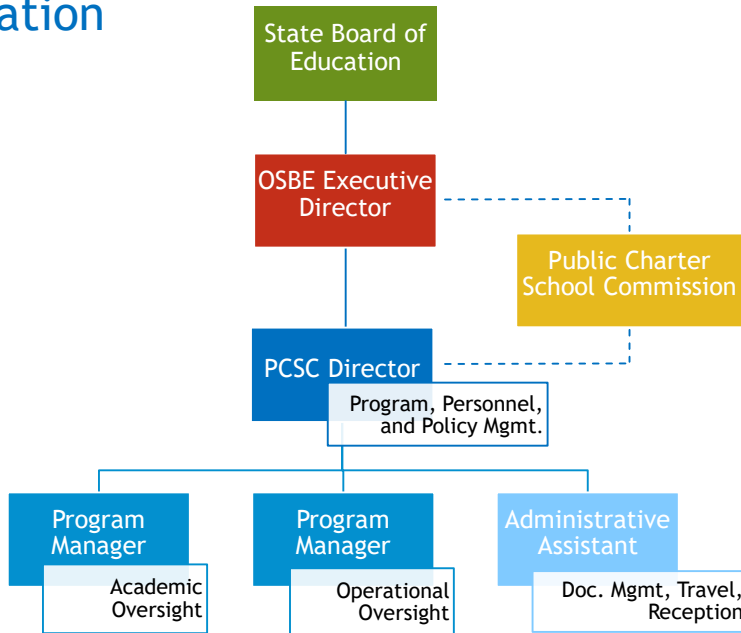 ation
State Board of
Education
OSBE Executive
Director
Public Charter
School Commission
PCSC Director
Program, Personnel,
and Policy Mgmt.
Program
Manager
Academic
Oversight
Program
Manager
Operational
Oversight
Administrative
Assistant
Doc. Mgmt, Travel,
Reception